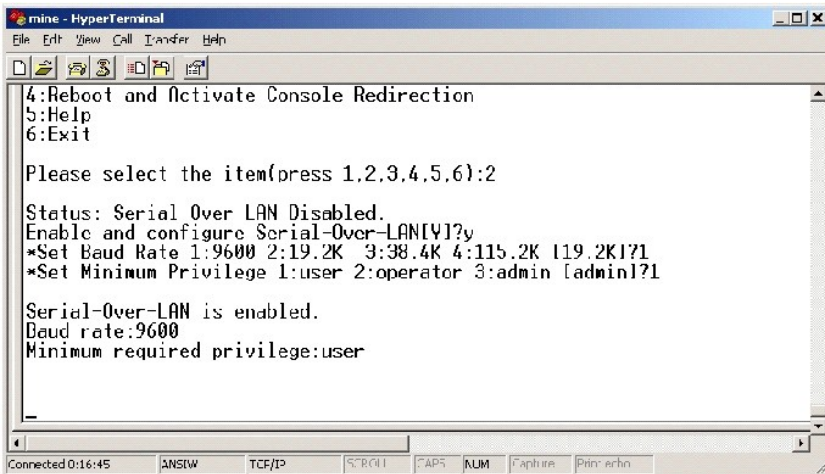 mine - HyperTerminal
File Edit View Call Transfer Help
4:Reboot and Activate Console Redirection
5:Help
6:Exit
Please select the item(press 1,2,3,4,5,6):2
Status: Serial Over LAN Disabled.
Enable and configure Serial-Over-LAN[Y]?y
*Set Baud Rate 1:9600 2:19.2K 3:38.4K 4:115.2K [19.2K]?1
*Set Minimum Privilege 1:user 2:operator 3:admin [admin]?1
Serial-Over-LAN is enabled.
Baud rate:9600
Minimum required privilege:user
Connected 0:16:45 ANSIW TCP/IP SCROLL CAPS NUM Capture Print echo